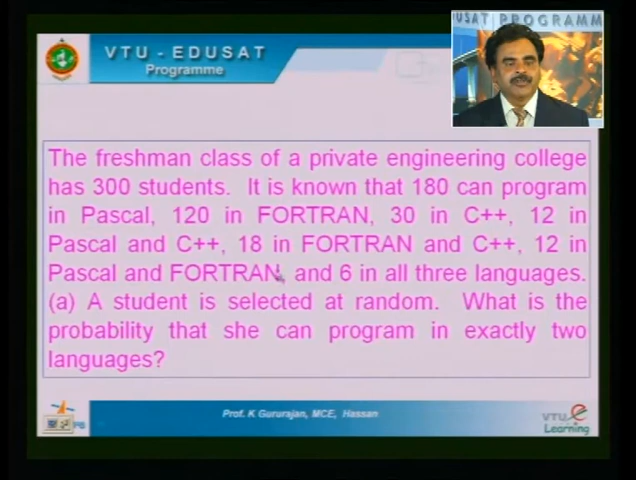 VTU - EDUSAT
Programme
DUSAT PROGRAMM
The freshman class of a private engineering college
has 300 students. It is known that 180 can program
in Pascal, 120 in FORTRAN, 30 in C++, 12 in
Pascal and C++, 18 in FORTRAN and C++, 12 in
Pascal and FORTRAN, and 6 in all three languages.
(a) A student is selected at random. What is the
probability that she can program in exactly two
languages?
Prof. K Gururajan, MCE, Hassan
VTU e
Learning